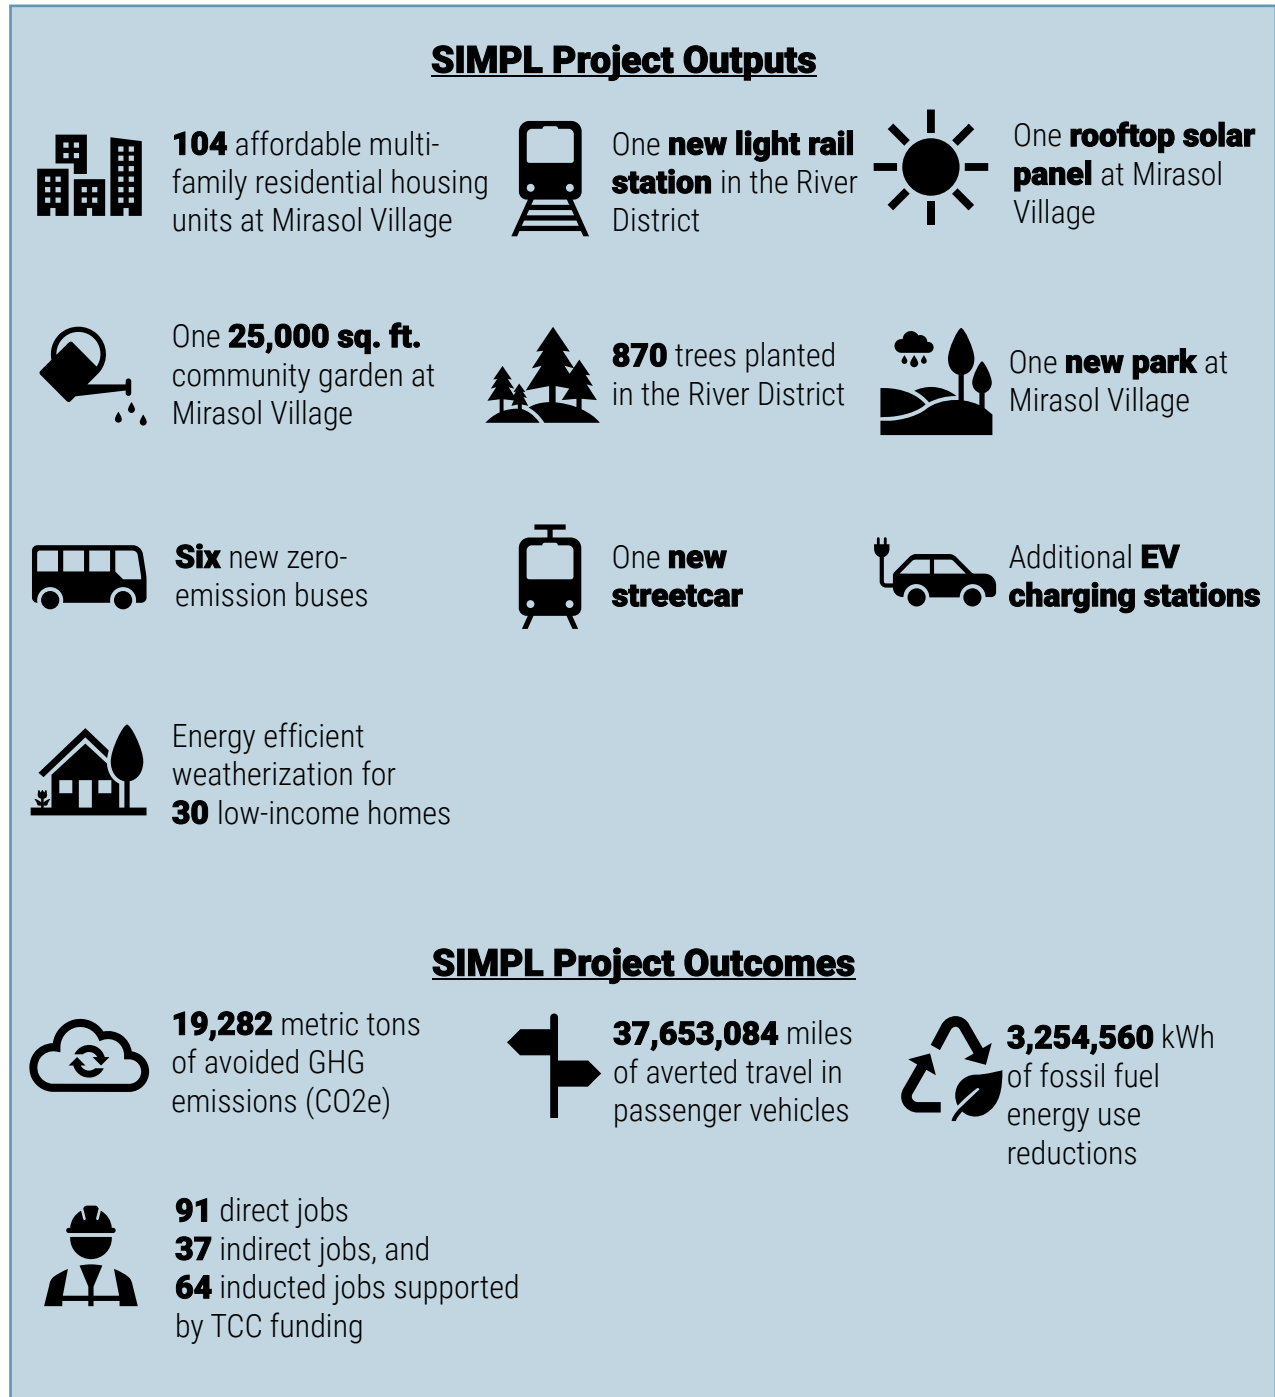 SIMPL Project Outputs
104 affordable multi-
family residential housing
units at Mirasol Village
One new light rail
station in the River
District
One rooftop solar
panel at Mirasol
Village
One 25,000 sq. ft.
community garden at
Mirasol Village
870 trees planted
in the River District
One new park at
Mirasol Village
Six new zero-
emission buses
One new
streetcar
Additional EV
charging stations
Energy efficient
weatherization for
30 low-income homes
SIMPL Project Outcomes
19,282 metric tons
of avoided GHG
emissions (CO2e)
37,653,084 miles
of averted travel in
passenger vehicles
3,254,560 kWh
of fossil fuel
energy use
reductions
91 direct jobs
37 indirect jobs, and
64 inducted jobs supported
by TCC funding